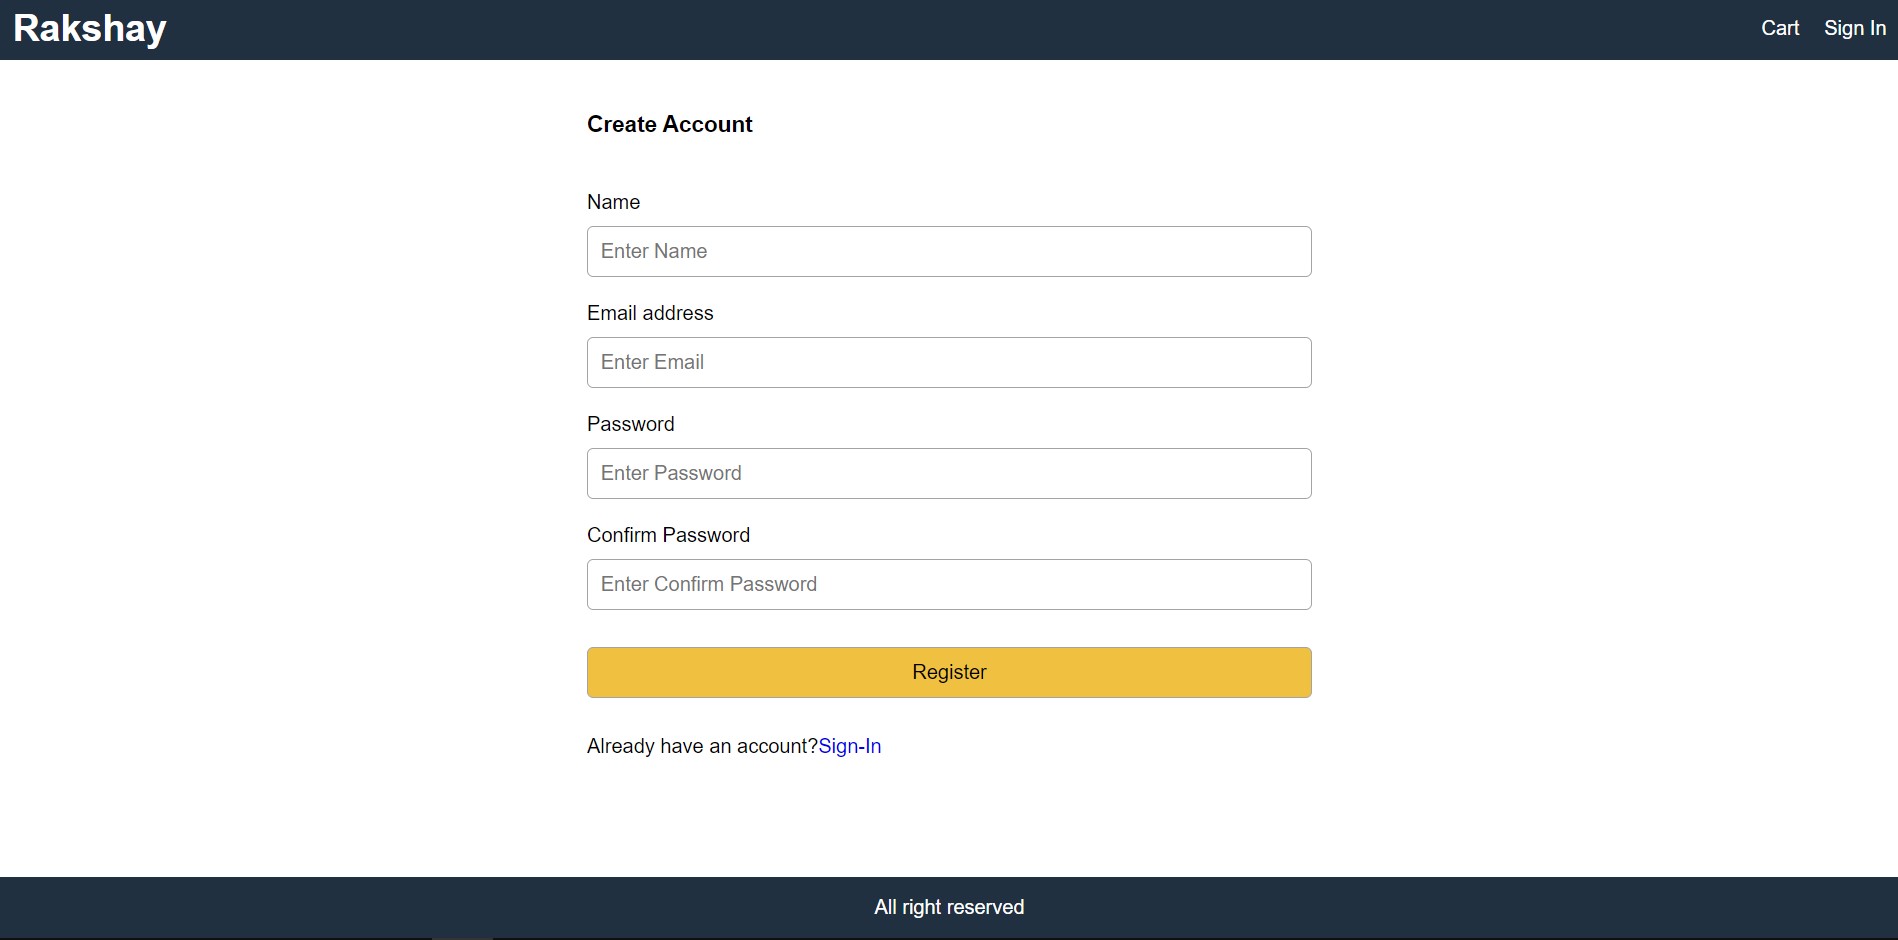 Rakshay
Cart Sign In
Create Account
Name
Enter Name
Email address
Enter Email
Password
Enter Password
Confirm Password
Enter Confirm Password
Register
Already have an account?Sign-In
All right reserved